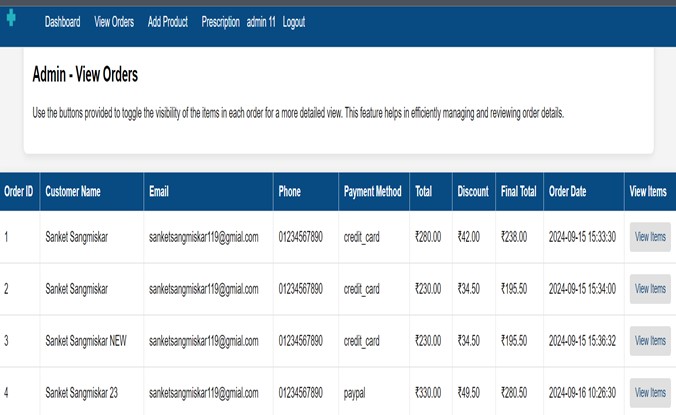 Dashboard View Orders Add Product Prescription admin 11 Logout
Admin - View Orders
Use the buttons provided to toggle the visibility of the items in each order for a more detailed view. This feature helps in efficiently managing and reviewing order details.
Order ID Customer Name Email Phone Payment Method Total Discount Final Total Order Date View Items
1 Sanket Sangmiskar sanketsangmiskar119@gmial.com 01234567890 credit_card ₹280.00 ₹42.00 ₹238.00 2024-09-15 15:33:30 View Items
2 Sanket Sangmiskar sanketsangmiskar119@gmial.com 01234567890 credit_card ₹230.00 ₹34.50 ₹195.50 2024-09-15 15:34:00 View Items
3 Sanket Sangmiskar NEW sanketsangmiskar119@gmial.com 01234567890 credit_card ₹230.00 ₹34.50 ₹195.50 2024-09-15 15:36:32 View Items
4 Sanket Sangmiskar 23 sanketsangmiskar119@gmial.com 01234567890 paypal ₹330.00 ₹49.50 ₹280.50 2024-09-16 10:26:30 View Items